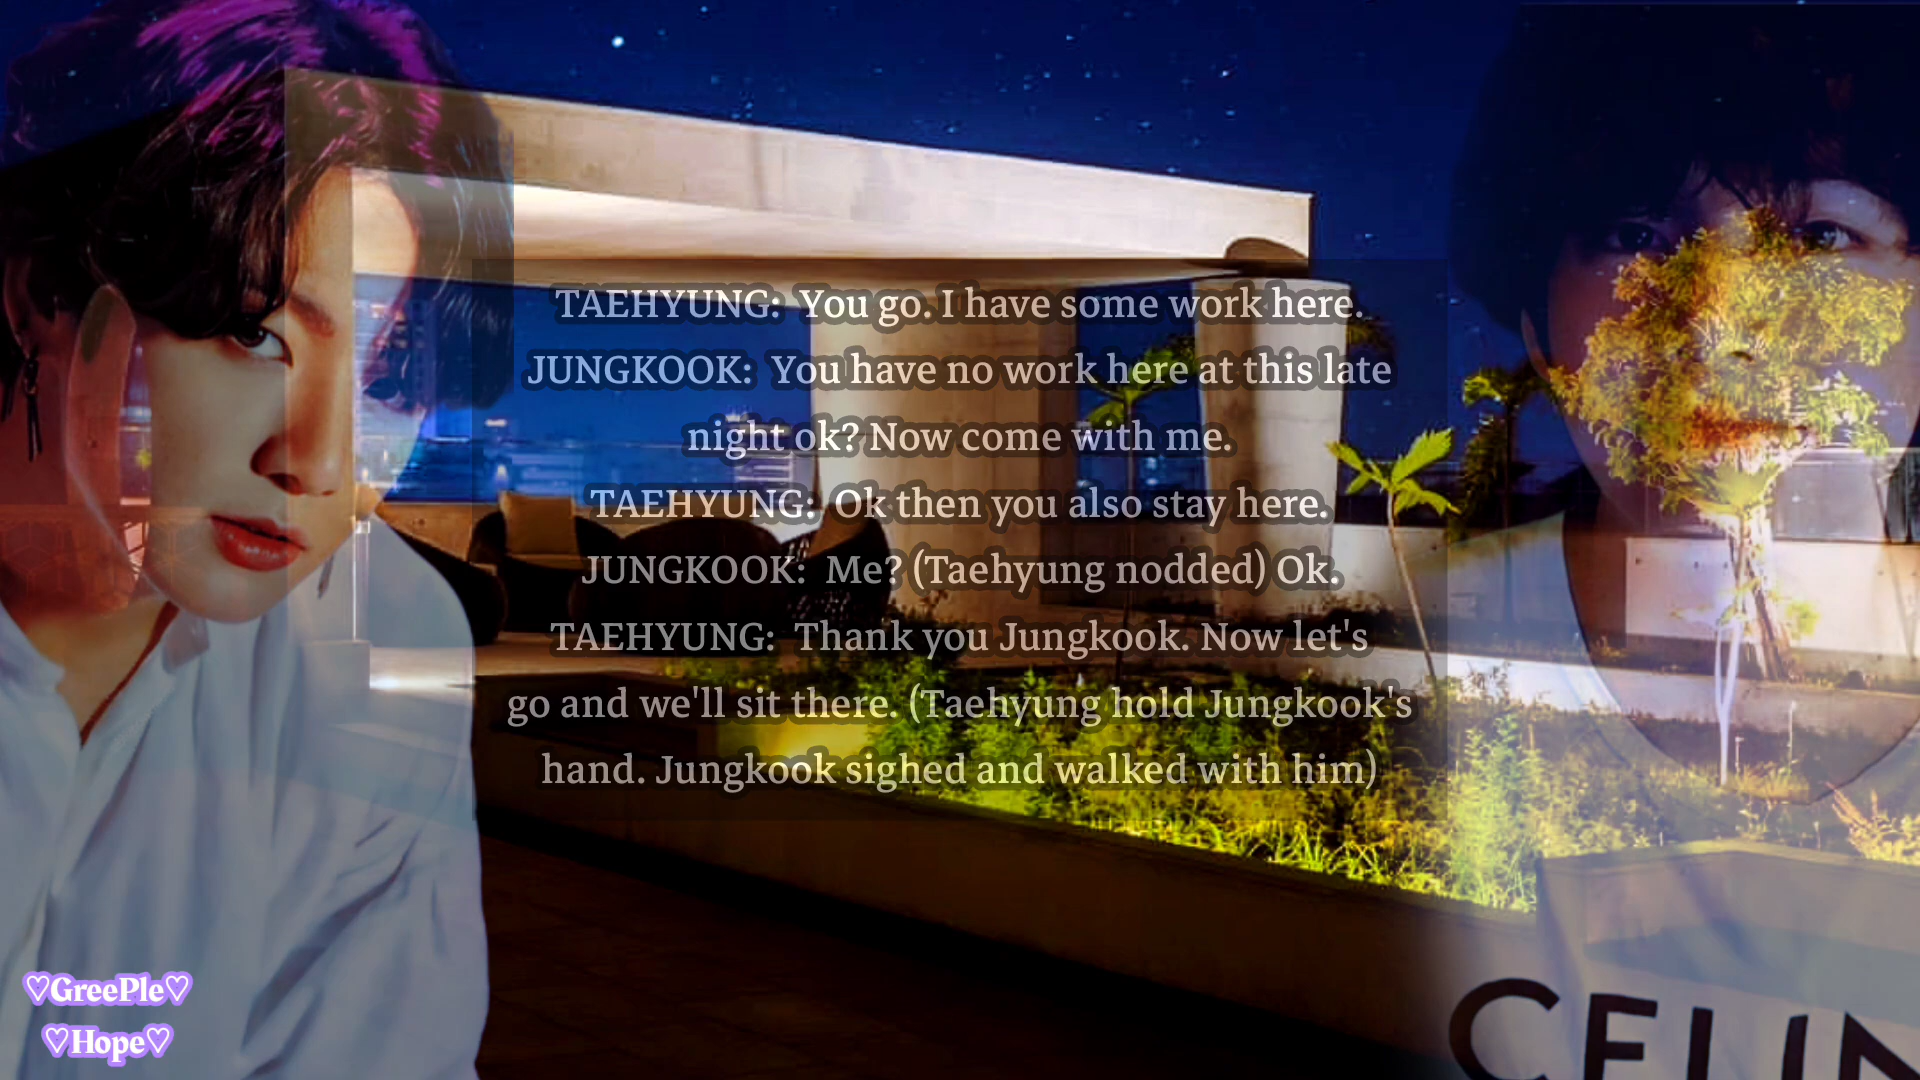 TAEHYUNG: You go. I have some work here.
JUNGKOOK: You have no work here at this late
night ok? Now come with me.
TAEHYUNG: Ok then you also stay here.
JUNGKOOK: Me? (Taehyung nodded) Ok.
TAEHYUNG: Thank you Jungkook. Now let's
go and we'll sit there. (Taehyung hold Jungkook's
hand. Jungkook sighed and walked with him)
♡GreePle♡
♡Hope♡
CELIN